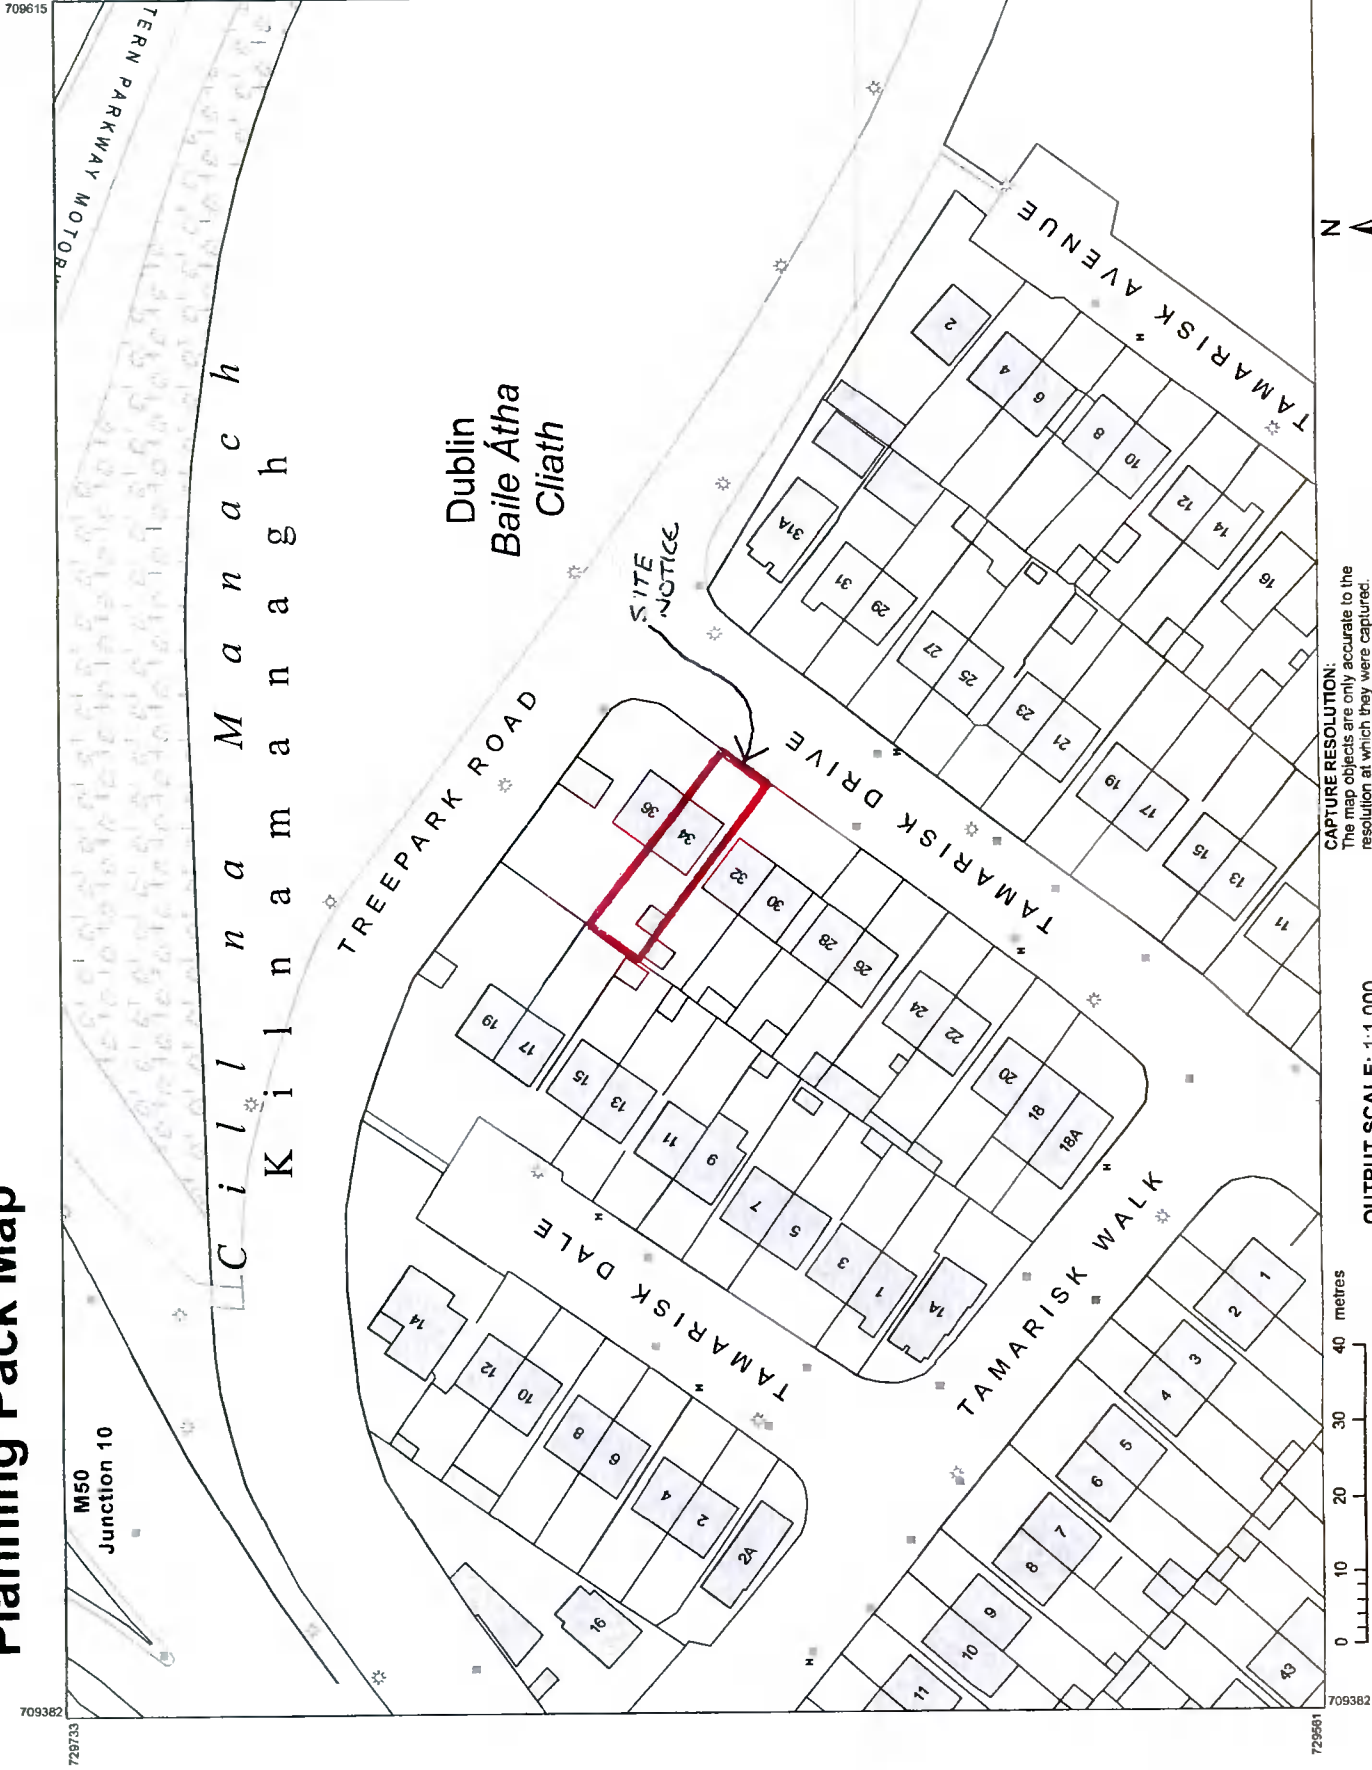 Planning Pack Map
709615
TERN PARKWAY MOTORW
M50
Junction 10
Cill na Manach
Kilnamanagh
Dublin
Baile Átha
Cliath
SITE
NOTICE
TREEPARK ROAD
TAMARISK AVENUE
TAMARISK DRIVE
TAMARISK DALE
TAMARISK WALK
2
4
6
8
10
12
14
16
31A
31
29
27
25
23
21
19
17
15
13
11
36
34
32
30
28
26
24
22
20
18
18A
19
17
15
13
11
9
7
5
3
1
1A
14
12
10
8
6
4
2
2A
16
1
2
3
4
5
6
7
8
9
10
11
43
H
H
H
H
H
H
H
709382
729733
729561
709382
0 10 20 30 40 metres
OUTPUT SCALE: 1:1,000
CAPTURE RESOLUTION:
The map objects are only accurate to the
resolution at which they were captured.
N